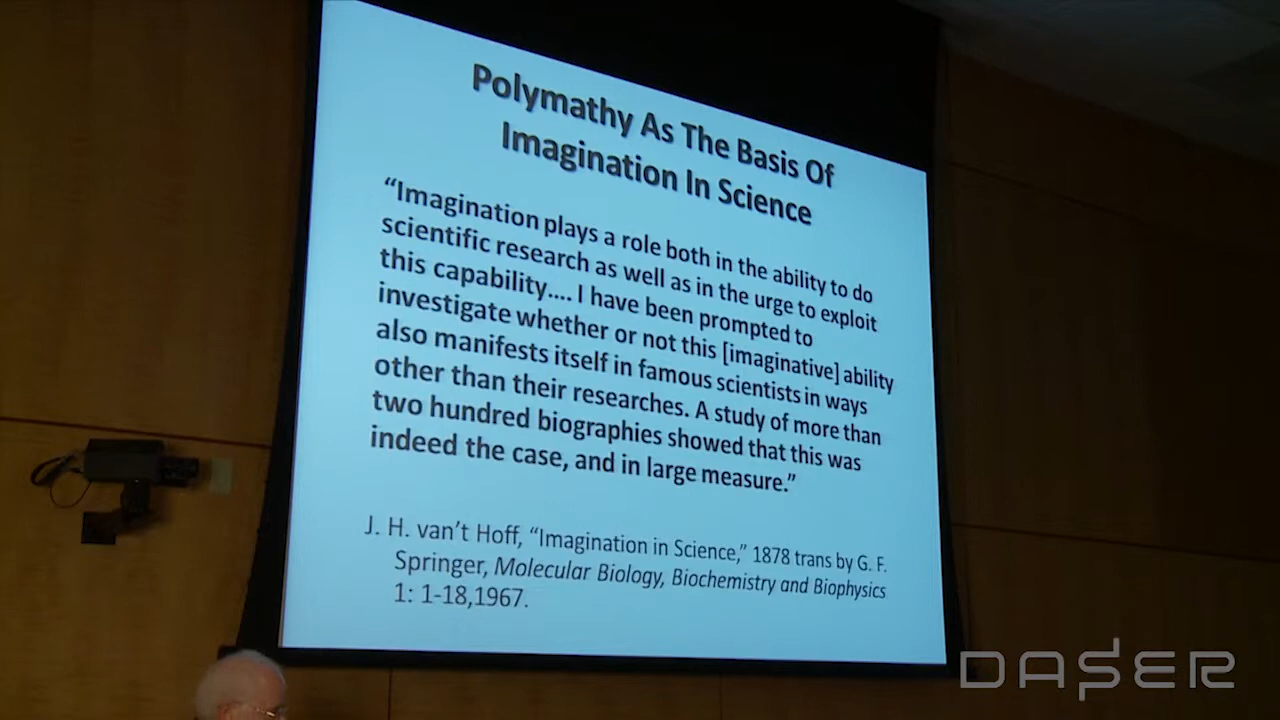 Polymathy As The Basis Of
Imagination In Science
“Imagination plays a role both in the ability to do
scientific research as well as in the urge to exploit
this capability.... I have been prompted to
investigate whether or not this [imaginative] ability
also manifests itself in famous scientists in ways
other than their researches. A study of more than
two hundred biographies showed that this was
indeed the case, and in large measure.”
J. H. van’t Hoff, “Imagination in Science,” 1878 trans by G. F.
Springer, Molecular Biology, Biochemistry and Biophysics
1: 1-18,1967.
DASER